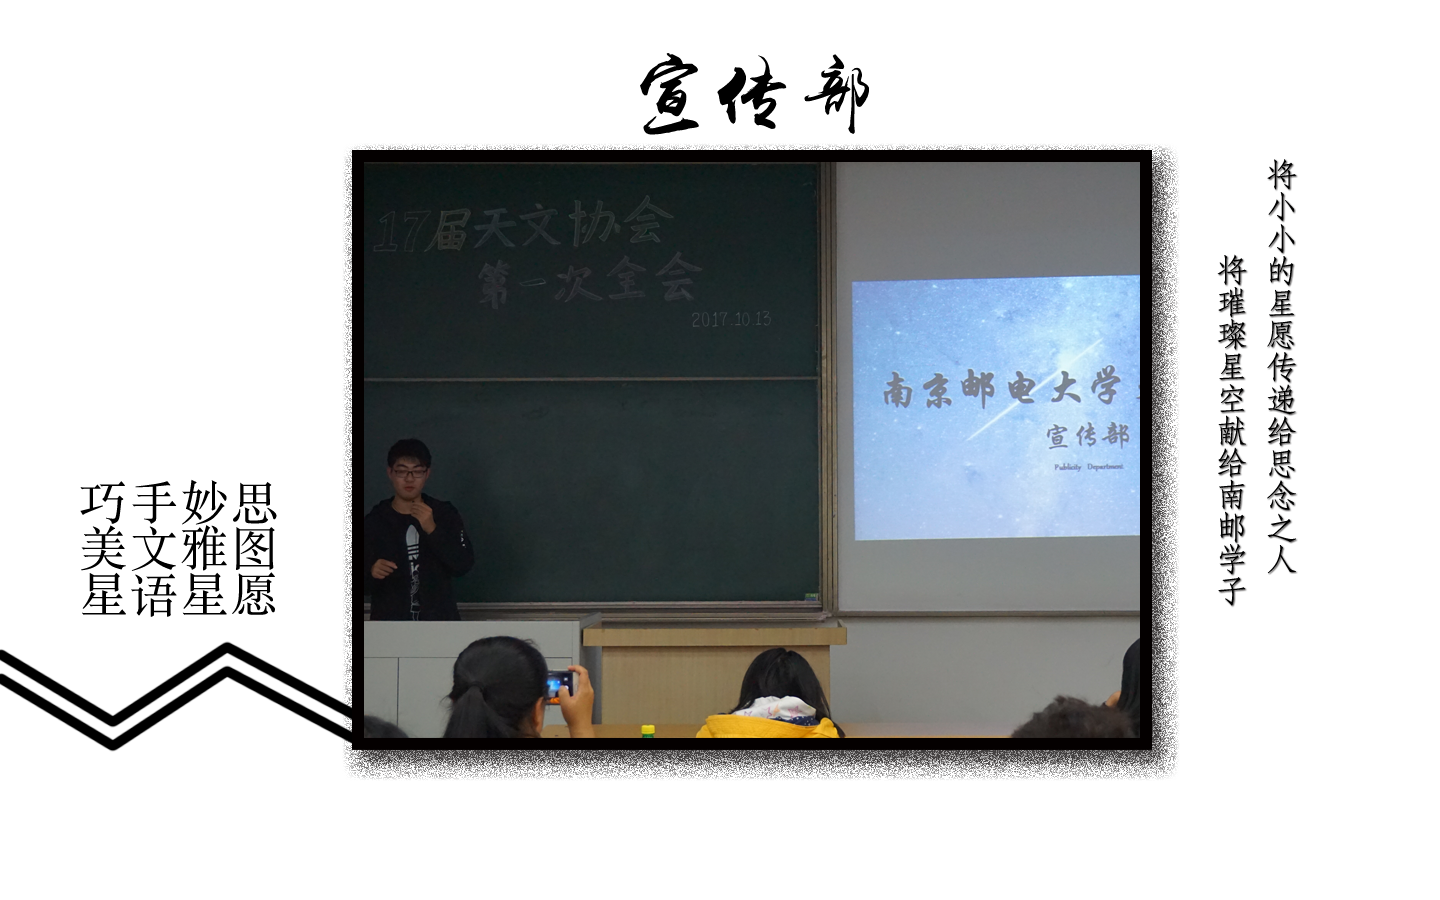 宣传部
17届天文协会
第一次全会
2017.10.13
南京邮电大学
宣传部
Publicity Department
巧手妙思
美文雅图
星语星愿
将小小的星愿传递给思念之人
将璀璨星空献给南邮学子